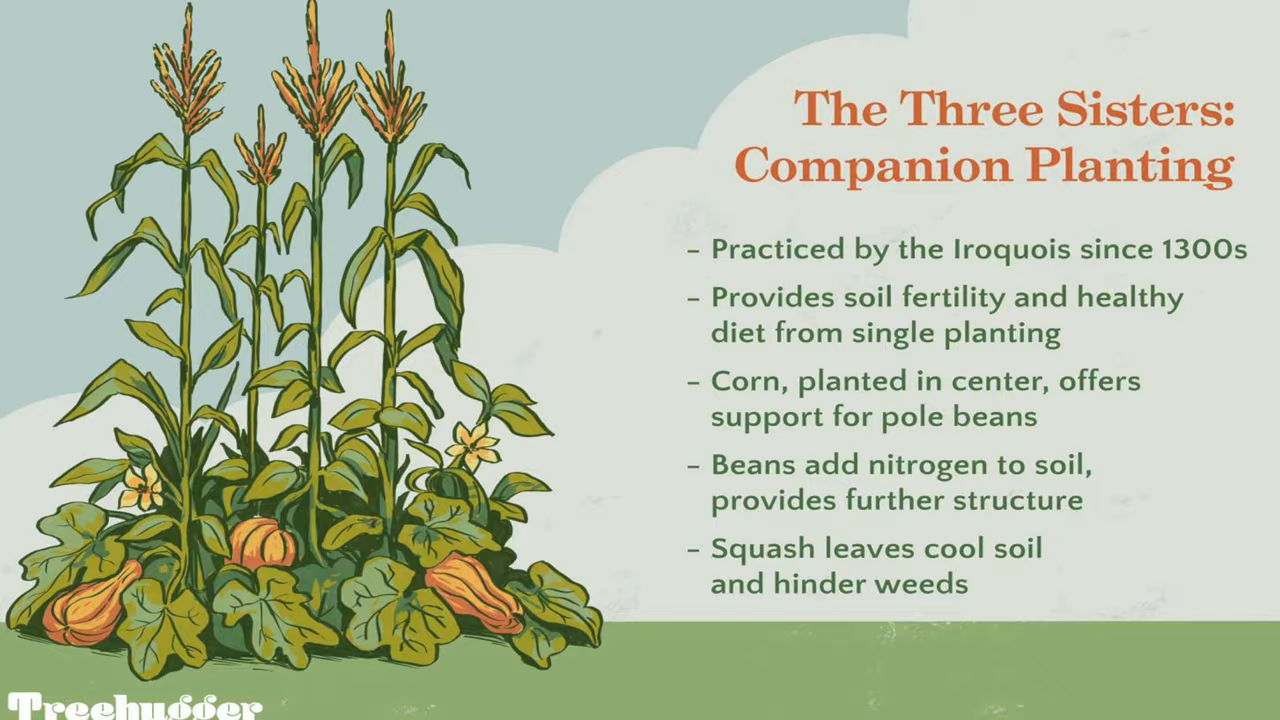 The Three Sisters:
Companion Planting
– Practiced by the Iroquois since 1300s
– Provides soil fertility and healthy
diet from single planting
– Corn, planted in center, offers
support for pole beans
– Beans add nitrogen to soil,
provides further structure
– Squash leaves cool soil
and hinder weeds
Treehugger